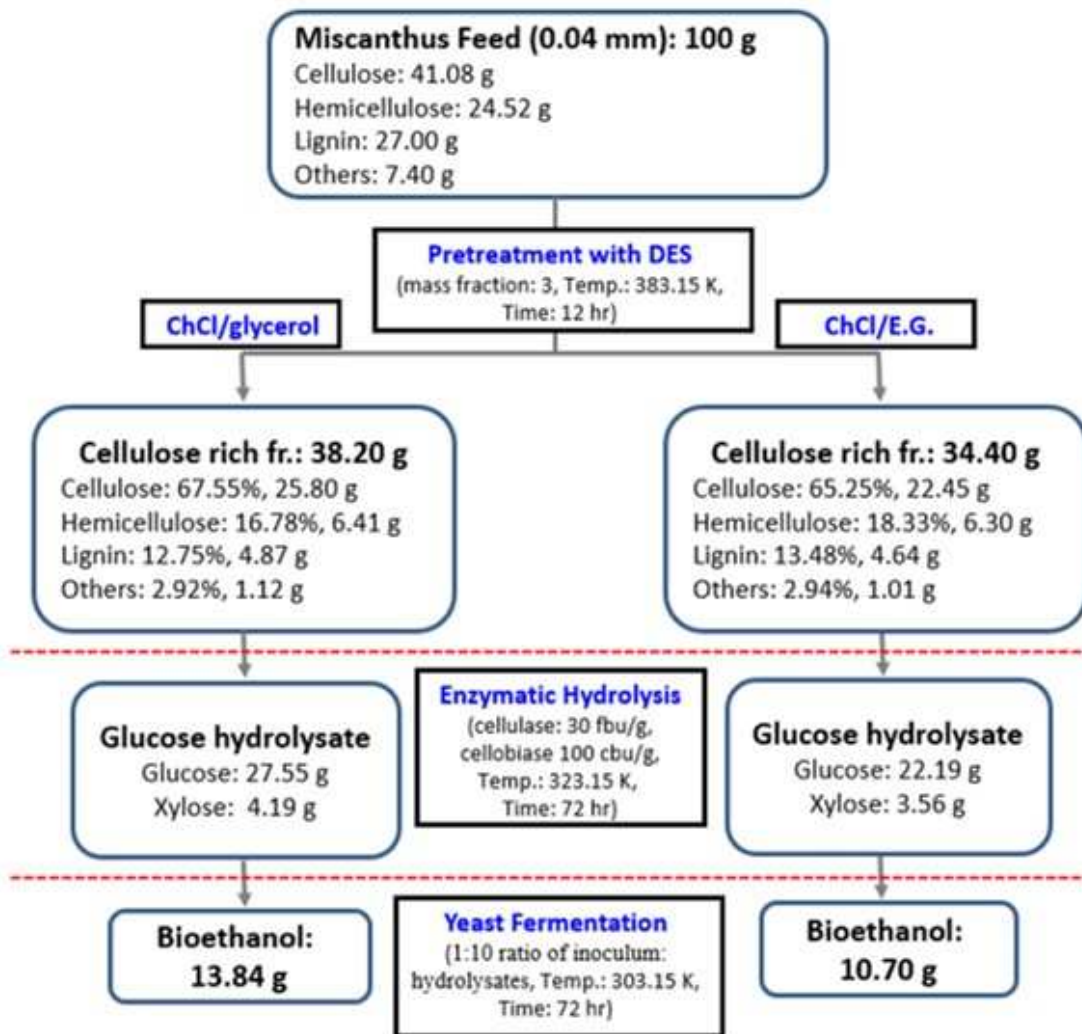 Miscanthus Feed (0.04 mm): 100 g
Cellulose: 41.08 g
Hemicellulose: 24.52 g
Lignin: 27.00 g
Others: 7.40 g
Pretreatment with DES
(mass fraction: 3, Temp.: 383.15 K,
Time: 12 hr)
ChCl/glycerol
ChCl/E.G.
Cellulose rich fr.: 38.20 g
Cellulose: 67.55%, 25.80 g
Hemicellulose: 16.78%, 6.41 g
Lignin: 12.75%, 4.87 g
Others: 2.92%, 1.12 g
Cellulose rich fr.: 34.40 g
Cellulose: 65.25%, 22.45 g
Hemicellulose: 18.33%, 6.30 g
Lignin: 13.48%, 4.64 g
Others: 2.94%, 1.01 g
Glucose hydrolysate
Glucose: 27.55 g
Xylose: 4.19 g
Enzymatic Hydrolysis
(cellulase: 30 fbu/g,
cellobiase 100 cbu/g,
Temp.: 323.15 K,
Time: 72 hr)
Glucose hydrolysate
Glucose: 22.19 g
Xylose: 3.56 g
Bioethanol:
13.84 g
Yeast Fermentation
(1:10 ratio of inoculum:
hydrolysates, Temp.: 303.15 K,
Time: 72 hr)
Bioethanol:
10.70 g